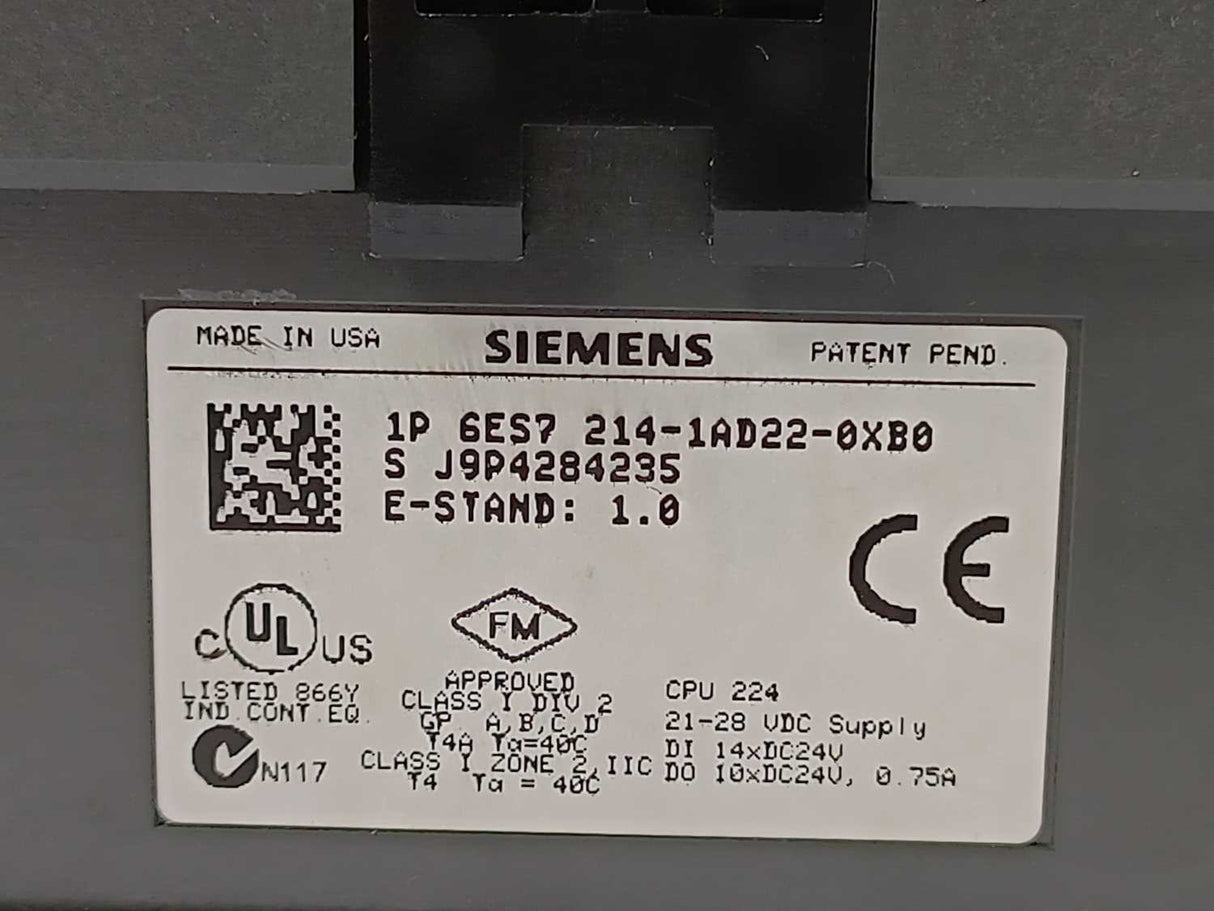 MADE IN USA SIEMENS PATENT PEND.
1P 6ES7 214-1AD22-0XB0
S J9P4284235
E-STAND: 1.0
CE
C UL US
LISTED 866Y
IND.CONT.EQ.
N117
FM
APPROVED
CLASS I DIV 2
GP A,B,C,D
T4A Ta=40C
CLASS I ZONE 2,IIC
T4 Ta = 40C
CPU 224
21-28 VDC Supply
DI 14xDC24V
DO 10xDC24V, 0.75A